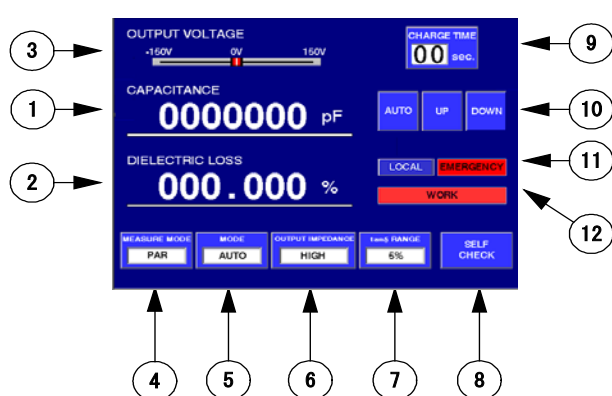 OUTPUT VOLTAGE
-150V 0V 150V
CHARGE TIME
00 sec.
CAPACITANCE
0000000 pF
AUTO UP DOWN
DIELECTRIC LOSS
000.000 %
LOCAL EMERGENCY
WORK
MEASURE MODE
PAR
MODE
AUTO
OUTPUT IMPEDANCE
HIGH
tanδ RANGE
5%
SELF
CHECK
3
1
2
9
10
11
12
4 5 6 7 8